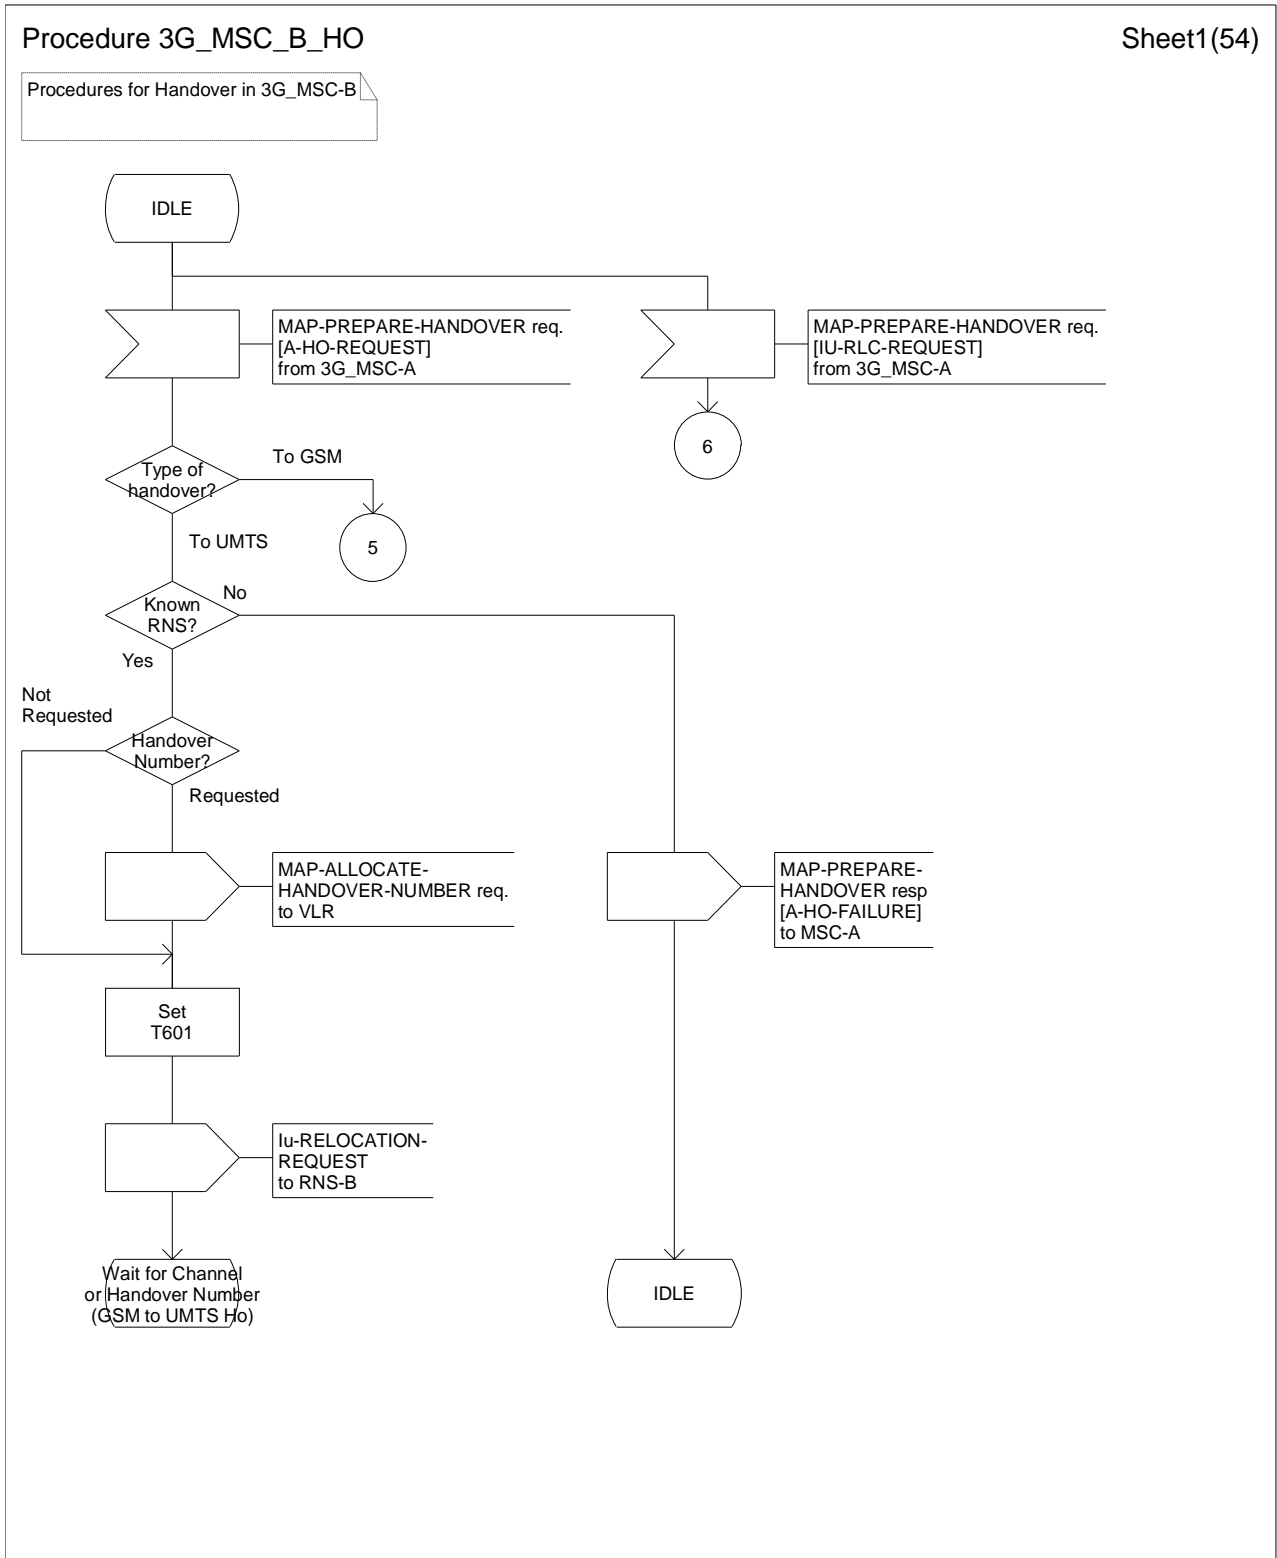 Procedure 3G_MSC_B_HO
Sheet1(54)
Procedures for Handover in 3G_MSC-B
IDLE
MAP-PREPARE-HANDOVER req.
[A-HO-REQUEST]
from 3G_MSC-A
MAP-PREPARE-HANDOVER req.
[IU-RLC-REQUEST]
from 3G_MSC-A
6
Type of
handover?
To GSM
5
To UMTS
Known
RNS?
No
Yes
Not
Requested
Handover
Number?
Requested
MAP-ALLOCATE-
HANDOVER-NUMBER req.
to VLR
MAP-PREPARE-
HANDOVER resp
[A-HO-FAILURE]
to MSC-A
Set
T601
Iu-RELOCATION-
REQUEST
to RNS-B
Wait for Channel
or Handover Number
(GSM to UMTS Ho)
IDLE